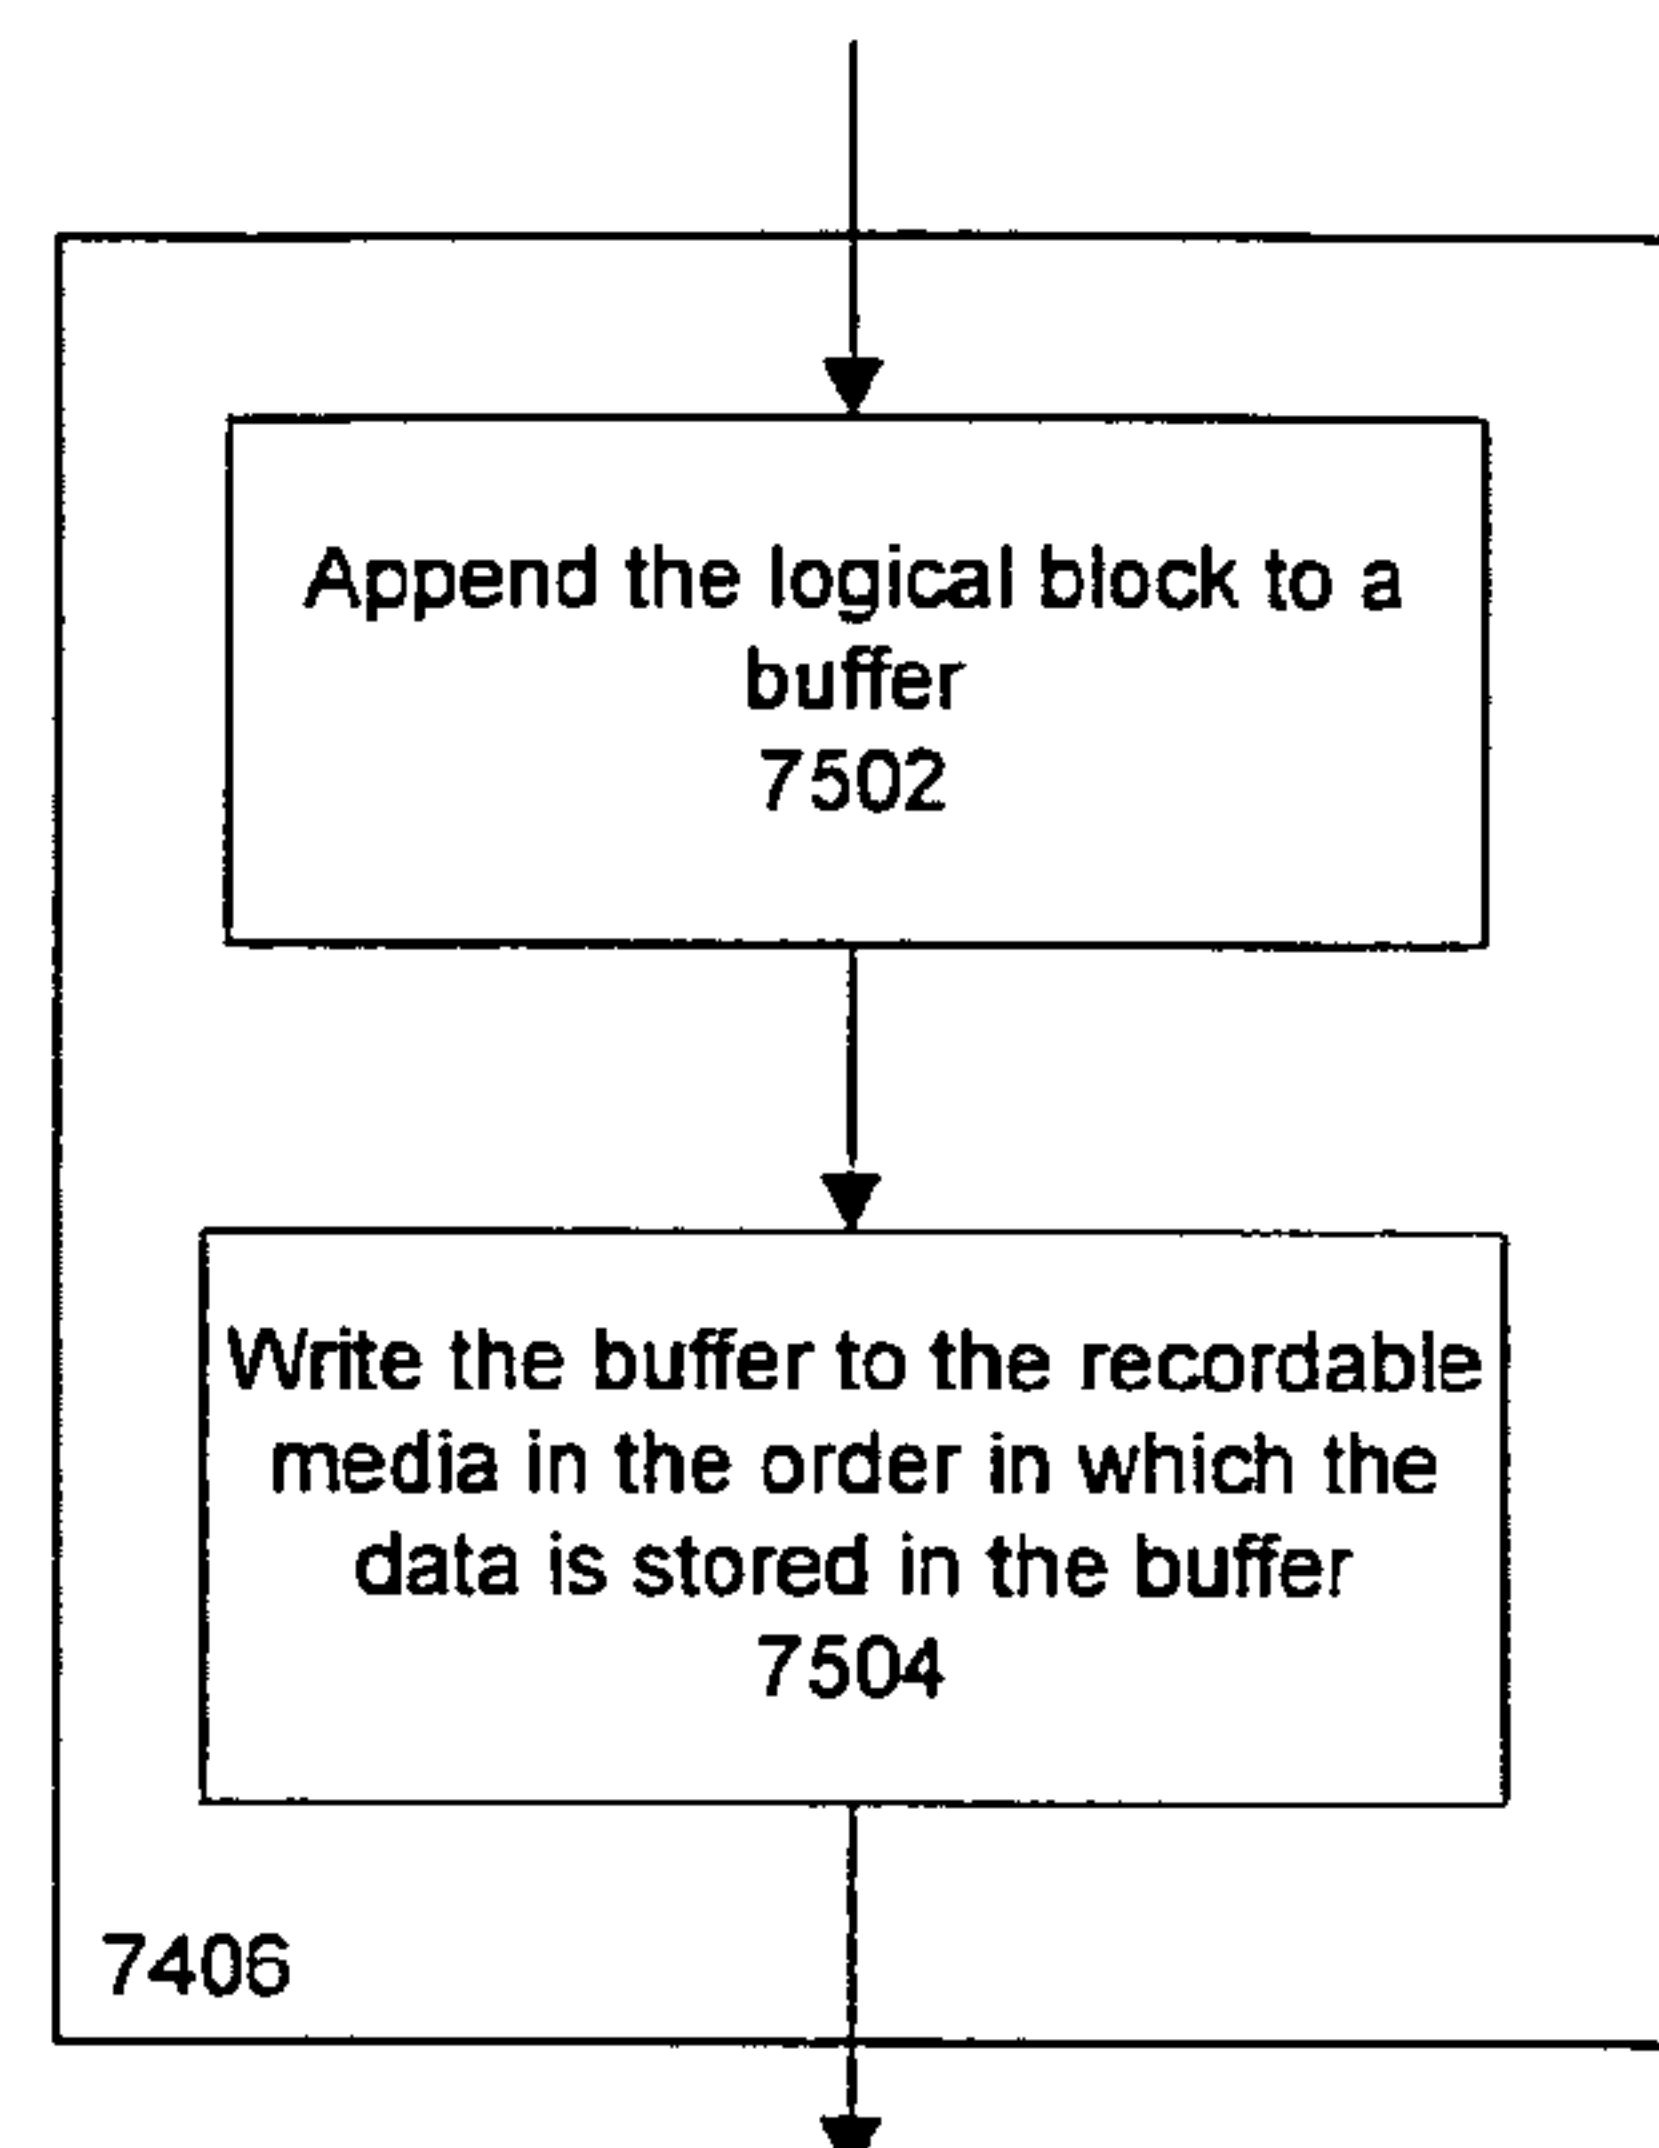 Append the logical block to a
buffer
7502
Write the buffer to the recordable
media in the order in which the
data is stored in the buffer
7504
7406